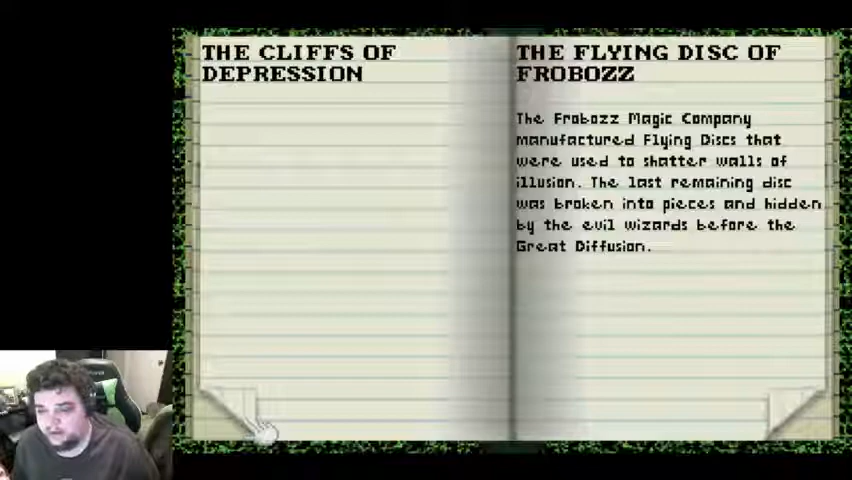 THE CLIFFS OF
DEPRESSION
THE FLYING DISC OF
FROBOZZ
The Frobozz Magic Company
manufactured Flying Discs that
were used to shatter walls of
illusion. The last remaining disc
was broken into pieces and hidden
by the evil wizards before the
Great Diffusion.